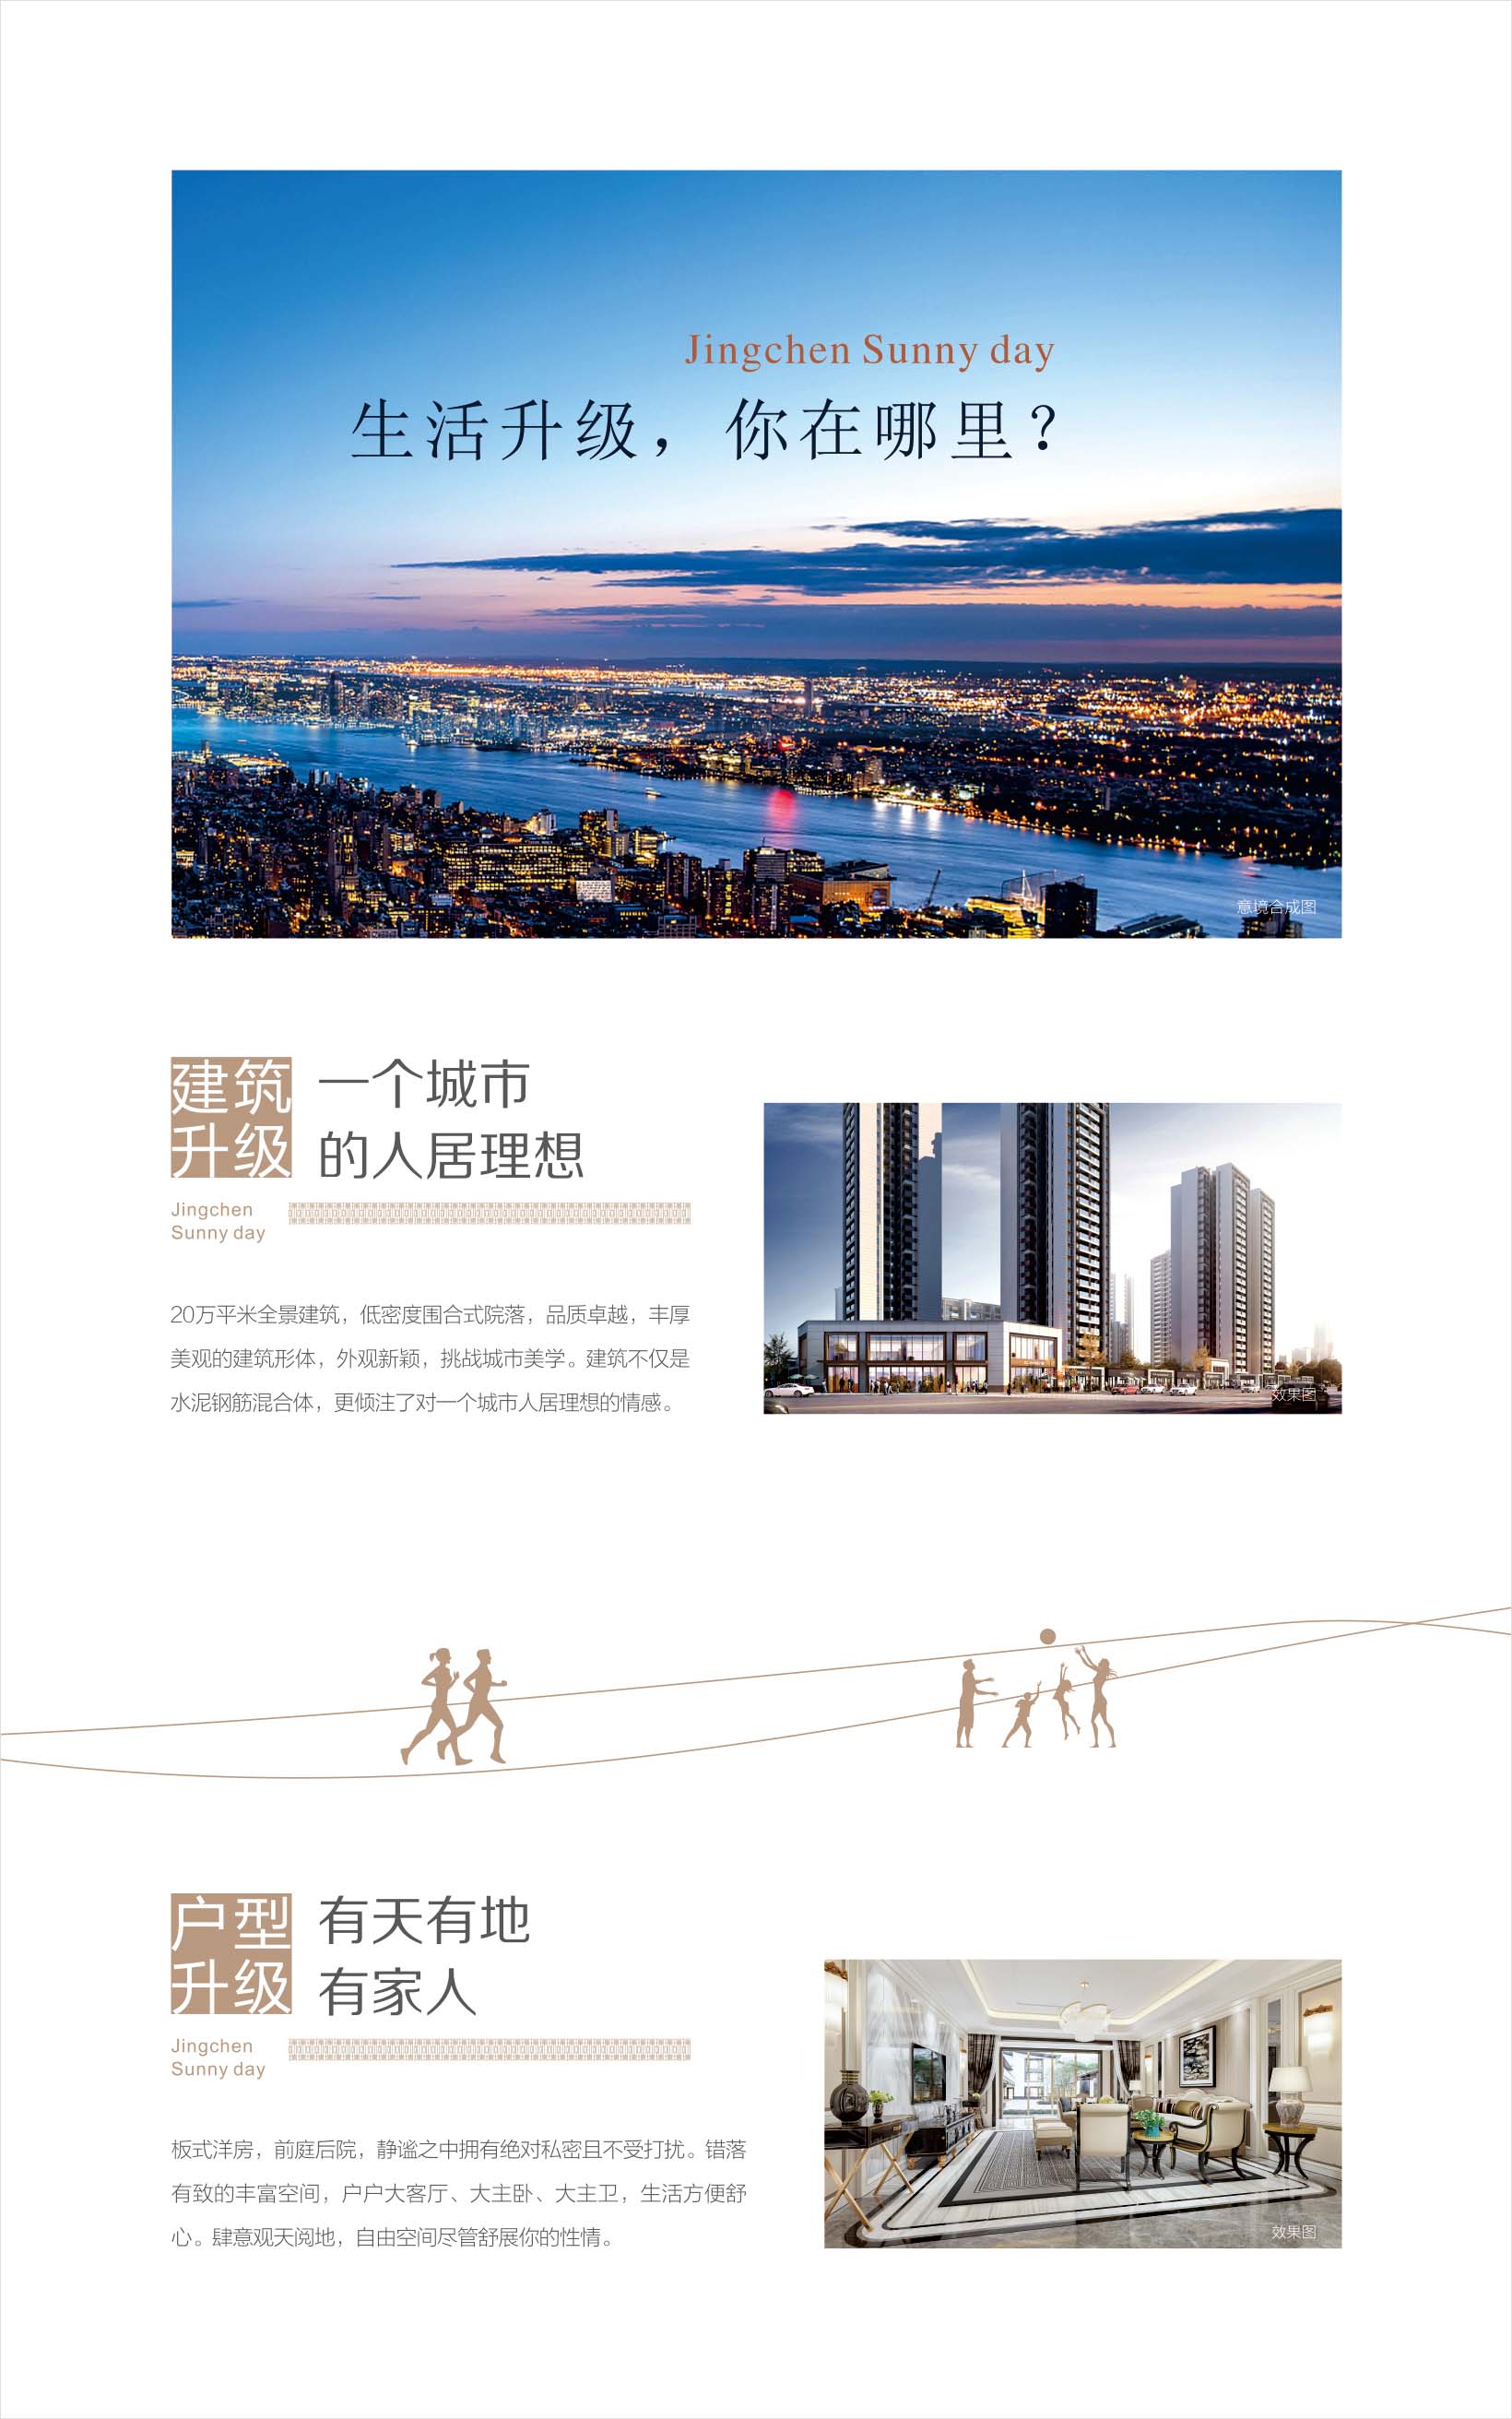 Jingchen Sunny day
生活升级，你在哪里？
意境合成图
建筑
升级
一个城市
的人居理想
Jingchen
Sunny day
20万平米全景建筑，低密度围合式院落，品质卓越，丰厚
美观的建筑形体，外观新颖，挑战城市美学。建筑不仅是
水泥钢筋混合体，更倾注了对一个城市人居理想的情感。
效果图
户型
升级
有天有地
有家人
Jingchen
Sunny day
板式洋房，前庭后院，静谧之中拥有绝对私密且不受打扰。错落
有致的丰富空间，户户大客厅、大主卧、大主卫，生活方便舒
心。肆意观天阅地，自由空间尽管舒展你的性情。
效果图